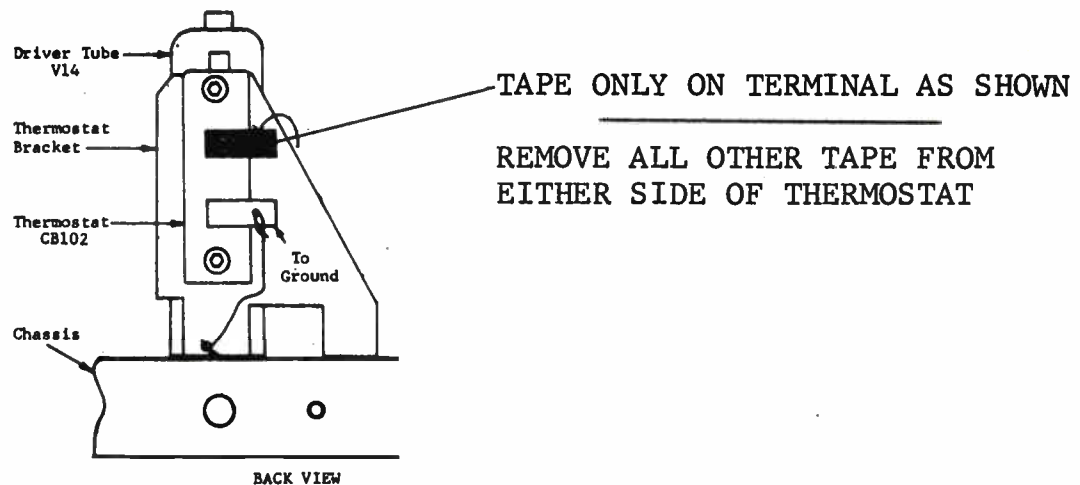 Driver Tube
V14
TAPE ONLY ON TERMINAL AS SHOWN
Thermostat
Bracket
REMOVE ALL OTHER TAPE FROM
EITHER SIDE OF THERMOSTAT
Thermostat
CB102
To
Ground
Chassis
BACK VIEW